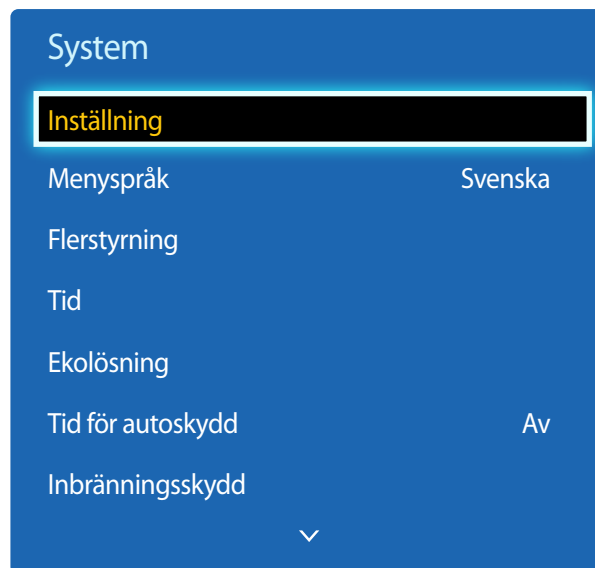 System
Inställning
Menyspråk Svenska
Flerstyrning
Tid
Ekolösning
Tid för autoskydd Av
Inbränningsskydd